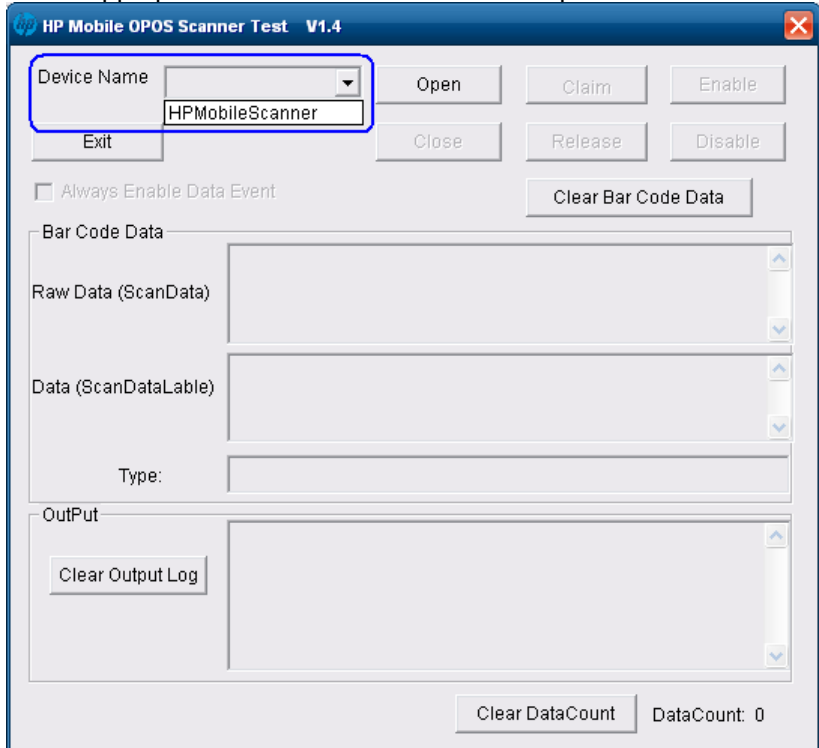 HP Mobile OPOS Scanner Test V1.4
Device Name
HPMobileScanner
Open
Claim
Enable
Exit
Close
Release
Disable
Always Enable Data Event
Clear Bar Code Data
Bar Code Data
Raw Data (ScanData)
Data (ScanDataLable)
Type:
OutPut
Clear Output Log
Clear DataCount
DataCount: 0